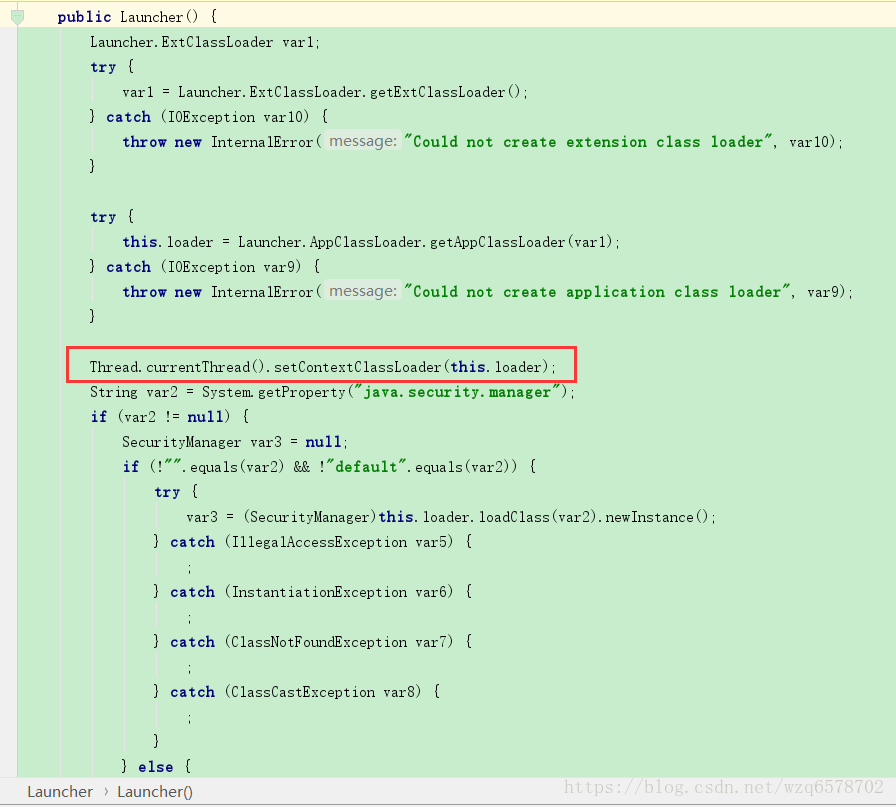 public Launcher() {
Launcher.ExtClassLoader var1;
try {
var1 = Launcher.ExtClassLoader.getExtClassLoader();
} catch (IOException var10) {
throw new InternalError( message: "Could not create extension class loader", var10);
}
try {
this.loader = Launcher.AppClassLoader.getAppClassLoader(var1);
} catch (IOException var9) {
throw new InternalError( message: "Could not create application class loader", var9);
}
Thread.currentThread().setContextClassLoader(this.loader);
String var2 = System.getProperty("java.security.manager");
if (var2 != null) {
SecurityManager var3 = null;
if (!"".equals(var2) && !"default".equals(var2)) {
try {
var3 = (SecurityManager)this.loader.loadClass(var2).newInstance();
} catch (IllegalAccessException var5) {
;
} catch (InstantiationException var6) {
;
} catch (ClassNotFoundException var7) {
;
} catch (ClassCastException var8) {
;
}
} else {
Launcher › Launcher()
https://blog.csdn.net/wzq6578702